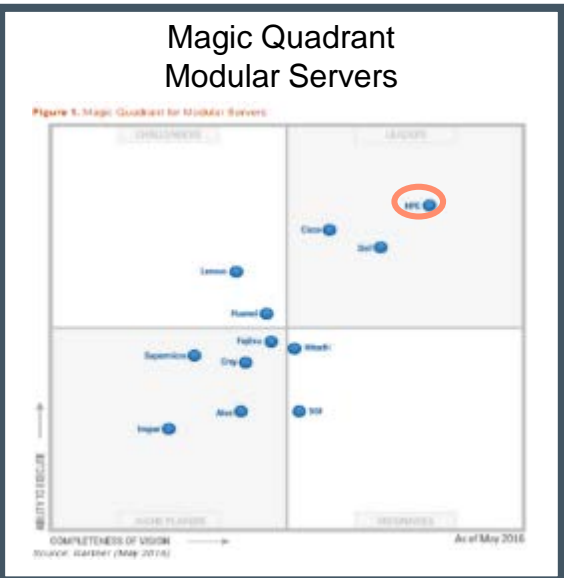 Magic Quadrant
Modular Servers
Figure 1. Magic Quadrant for Modular Servers
CHALLENGERS
LEADERS
HPE
Cisco
Dell
Lenovo
Huawei
Fujitsu
Hitachi
Supermicro
Cray
Atos
SGI
Inspur
ABILITY TO EXECUTE
NICHE PLAYERS
VISIONARIES
COMPLETENESS OF VISION
As of May 2016
Source: Gartner (May 2016)